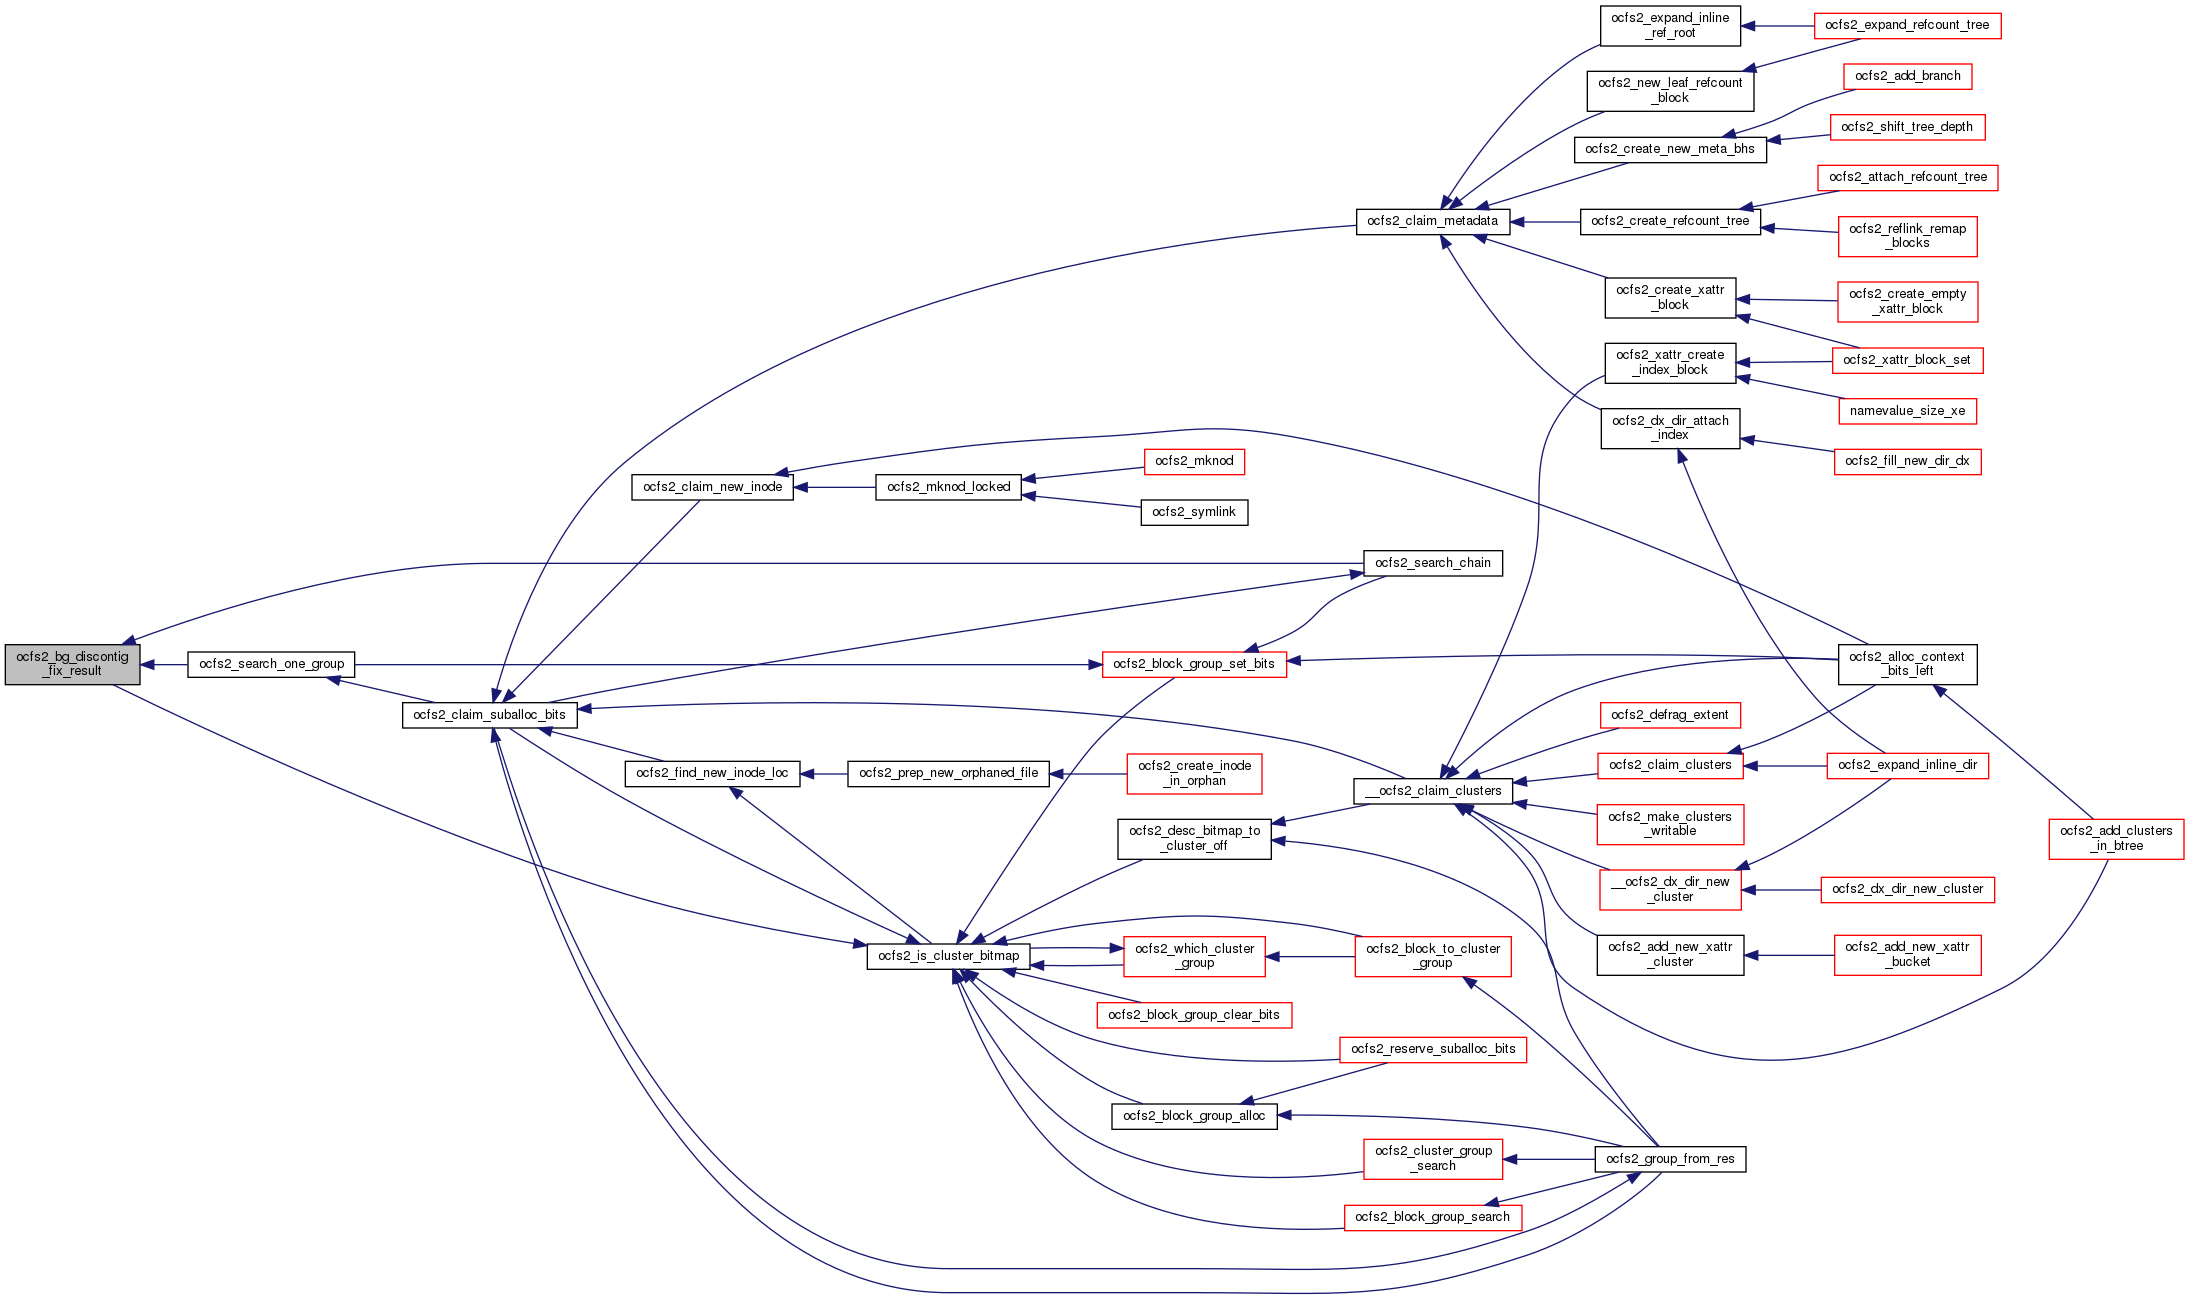 ocfs2_bg_discontig
_fix_result
ocfs2_search_one_group
ocfs2_claim_suballoc_bits
ocfs2_claim_new_inode
ocfs2_find_new_inode_loc
ocfs2_mknod_locked
ocfs2_prep_new_orphaned_file
ocfs2_is_cluster_bitmap
ocfs2_mknod
ocfs2_symlink
ocfs2_block_group_set_bits
ocfs2_create_inode
_in_orphan
ocfs2_desc_bitmap_to
_cluster_off
ocfs2_which_cluster
_group
ocfs2_block_group_clear_bits
ocfs2_block_group_alloc
ocfs2_claim_metadata
ocfs2_search_chain
__ocfs2_claim_clusters
ocfs2_block_to_cluster
_group
ocfs2_reserve_suballoc_bits
ocfs2_cluster_group
_search
ocfs2_block_group_search
ocfs2_expand_inline
_ref_root
ocfs2_new_leaf_refcount
_block
ocfs2_create_new_meta_bhs
ocfs2_create_refcount_tree
ocfs2_create_xattr
_block
ocfs2_xattr_create
_index_block
ocfs2_dx_dir_attach
_index
ocfs2_defrag_extent
ocfs2_claim_clusters
ocfs2_make_clusters
_writable
__ocfs2_dx_dir_new
_cluster
ocfs2_add_new_xattr
_cluster
ocfs2_group_from_res
ocfs2_expand_refcount_tree
ocfs2_add_branch
ocfs2_shift_tree_depth
ocfs2_attach_refcount_tree
ocfs2_reflink_remap
_blocks
ocfs2_create_empty
_xattr_block
ocfs2_xattr_block_set
namevalue_size_xe
ocfs2_fill_new_dir_dx
ocfs2_alloc_context
_bits_left
ocfs2_expand_inline_dir
ocfs2_dx_dir_new_cluster
ocfs2_add_new_xattr
_bucket
ocfs2_add_clusters
_in_btree